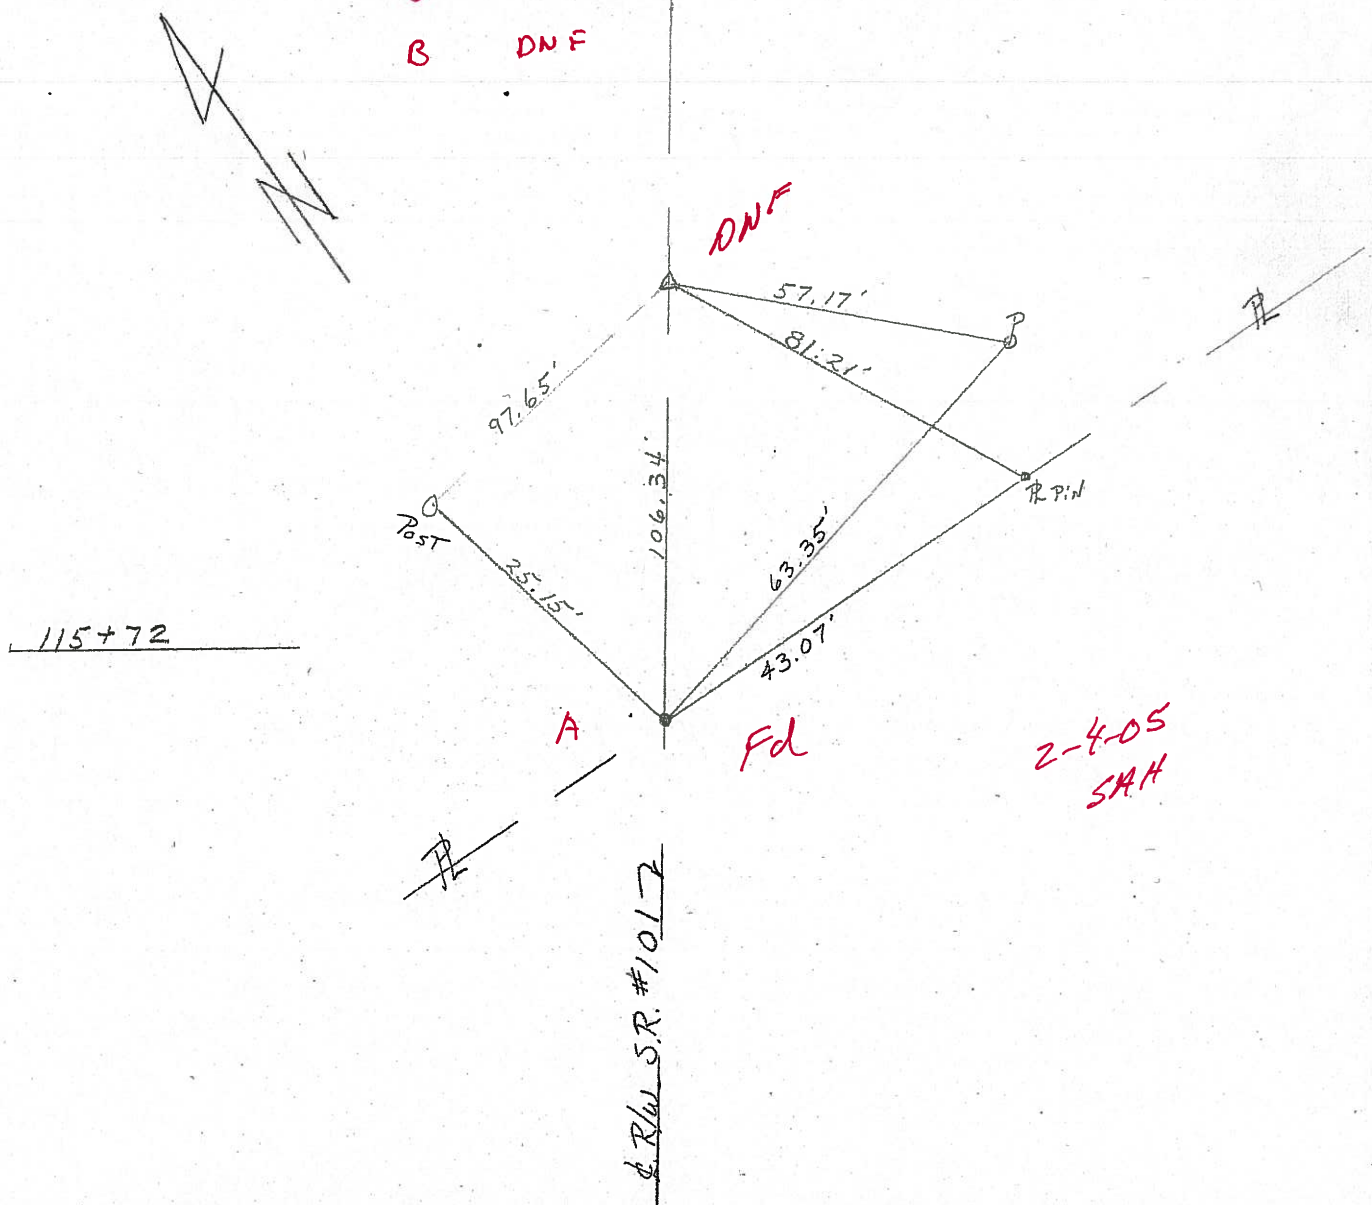 B DNF
N
DNF
57.17'
P
81.21'
PL
97.65'
106.34'
PL PIN
POST
63.35'
25.15'
115+72
43.07'
A
Fd
2-4-05
SAH
PL
℄ R/W S.R. #1017